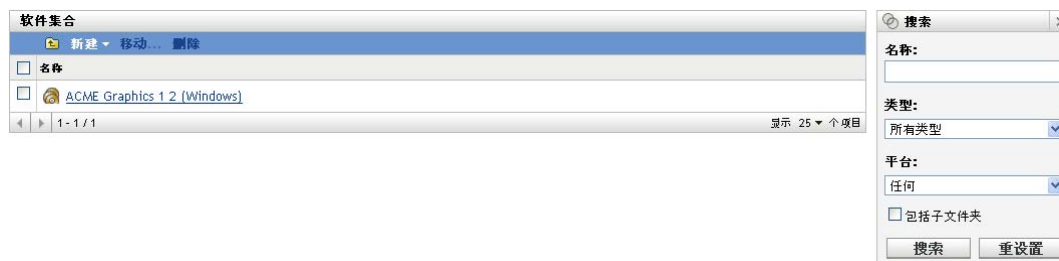 软件集合
新建 移动... 删除
名称
ACME Graphics 1 2 (Windows)
1 - 1 / 1
显示 25 个项目
搜索
名称:
类型:
所有类型
平台:
任何
包括子文件夹
搜索 重设置